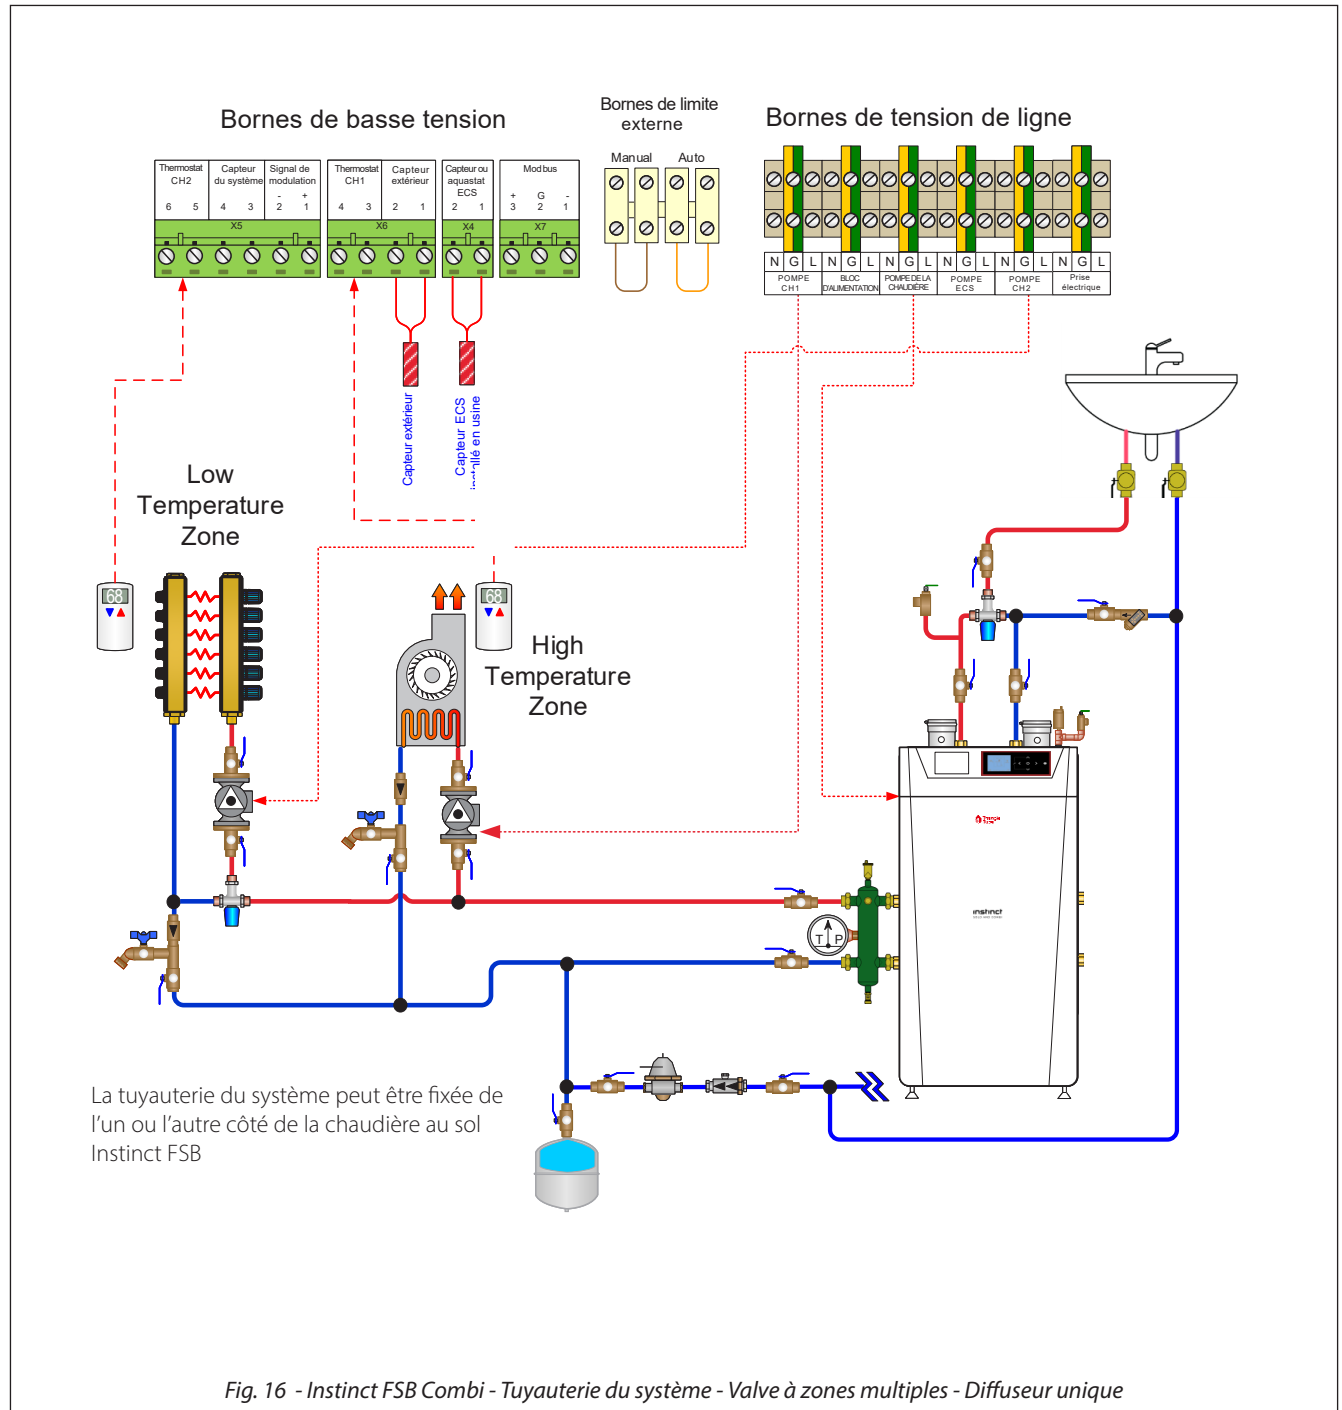 Bornes de basse tension
Bornes de limite
externe
Bornes de tension de ligne
Manual Auto
Thermostat
CH2
Capteur
du système
Signal de
modulation
Thermostat
CH1
Capteur
extérieur
Capteur ou
aquastat
ECS
Modbus
- +
6 5 4 3 2 1
4 3 2 1
2 1
+ G -
3 2 1
X5 X6 X4 X7
N G L N G L N G L N G L N G L N G L
POMPE
CH1
BLOC
D'ALIMENTATION
POMPE DE LA
CHAUDIÈRE
POMPE
ECS
POMPE
CH2
Prise
électrique
Capteur extérieur
Capteur ECS
installé en usine
Low
Temperature
Zone
68
68
High
Temperature
Zone
instinct
T P
La tuyauterie du système peut être fixée de
l'un ou l'autre côté de la chaudière au sol
Instinct FSB
Fig. 16 - Instinct FSB Combi - Tuyauterie du système - Valve à zones multiples - Diffuseur unique